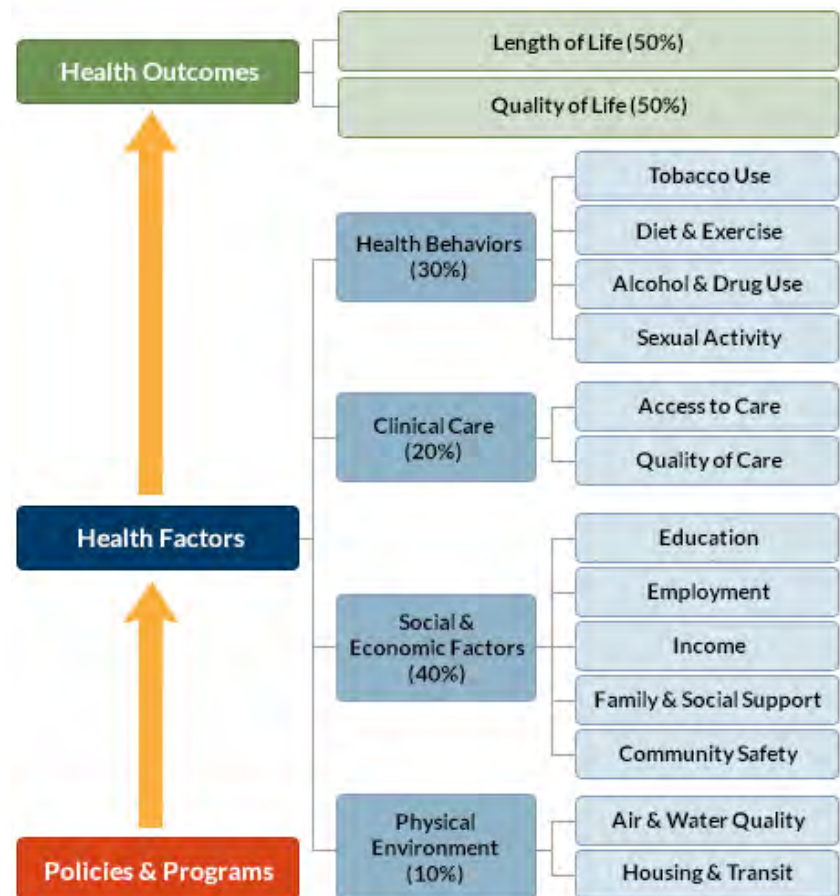 Health Outcomes
Length of Life (50%)
Quality of Life (50%)
Health Factors
Health Behaviors
(30%)
Tobacco Use
Diet & Exercise
Alcohol & Drug Use
Sexual Activity
Clinical Care
(20%)
Access to Care
Quality of Care
Social &
Economic Factors
(40%)
Education
Employment
Income
Family & Social Support
Community Safety
Physical
Environment
(10%)
Air & Water Quality
Housing & Transit
Policies & Programs